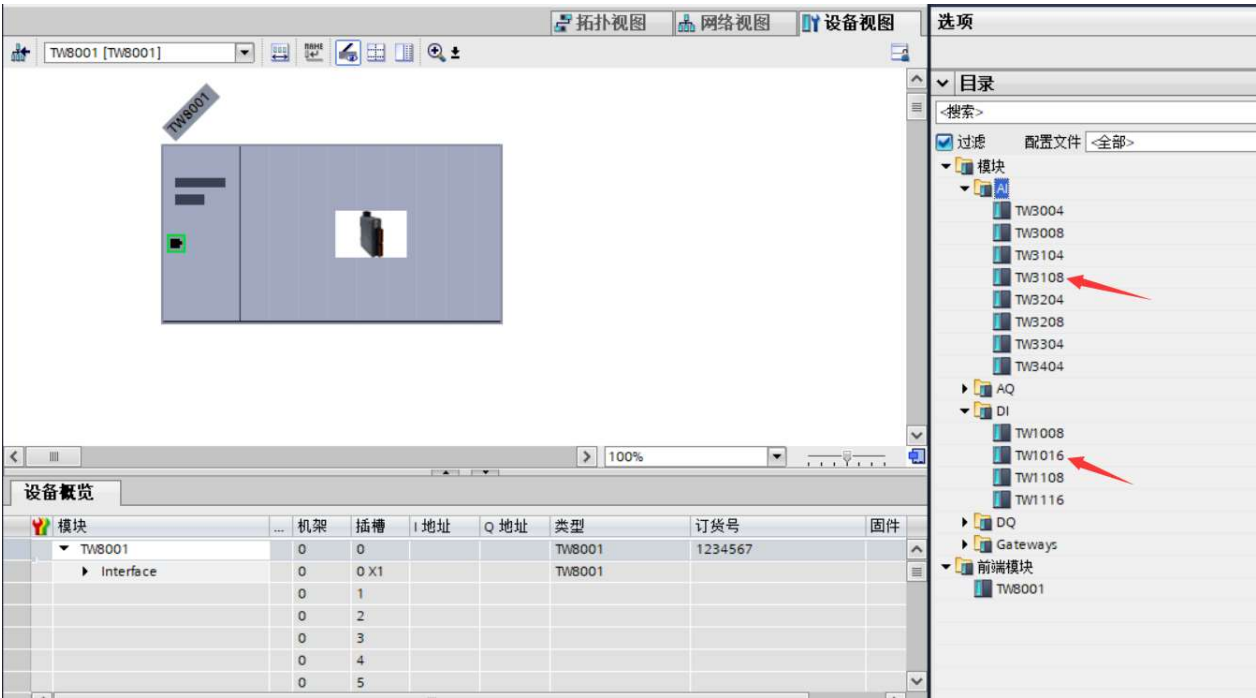 拓扑视图 网络视图 设备视图 选项
TW8001 [TW8001]
目录
<搜索>
过滤 配置文件 <全部>
TW8001
模块
AI
TW3004
TW3008
TW3104
TW3108
TW3204
TW3208
TW3304
TW3404
AQ
DI
TW1008
TW1016
TW1108
TW1116
DQ
Gateways
前端模块
TW8001
100%
设备概览
模块 ... 机架 插槽 I 地址 Q 地址 类型 订货号 固件
TW8001 0 0 TW8001 1234567
Interface 0 0 X1 TW8001
0 1
0 2
0 3
0 4
0 5